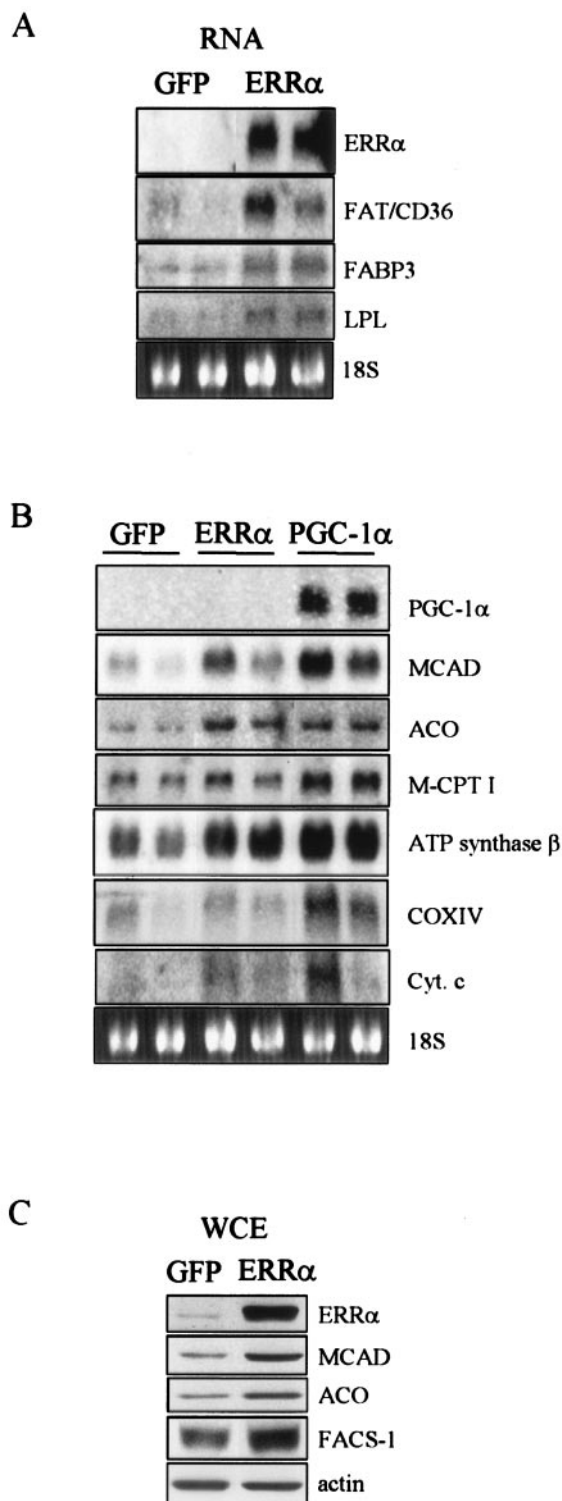 A
RNA
GFP ERRα
ERRα
FAT/CD36
FABP3
LPL
18S
B
GFP ERRα PGC-1α
PGC-1α
MCAD
ACO
M-CPT I
ATP synthase β
COXIV
Cyt. c
18S
C
WCE
GFP ERRα
ERRα
MCAD
ACO
FACS-1
actin